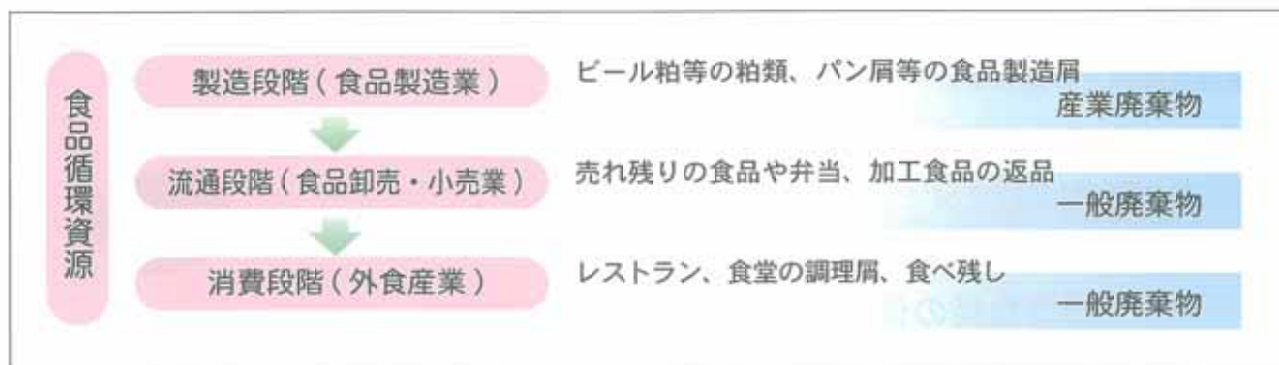 食品循環資源
製造段階(食品製造業)
ビール粕等の粕類、パン屑等の食品製造屑
産業廃棄物
流通段階(食品卸売・小売業)
売れ残りの食品や弁当、加工食品の返品
一般廃棄物
消費段階(外食産業)
レストラン、食堂の調理屑、食べ残し
一般廃棄物